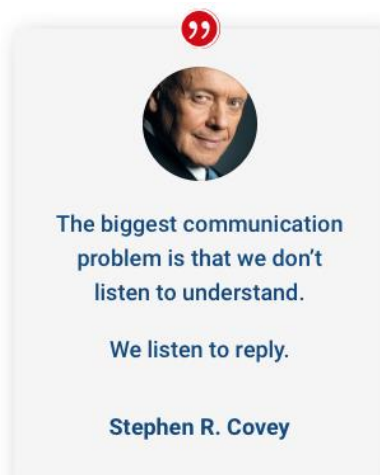 The biggest communication
problem is that we don’t
listen to understand.
We listen to reply.
Stephen R. Covey